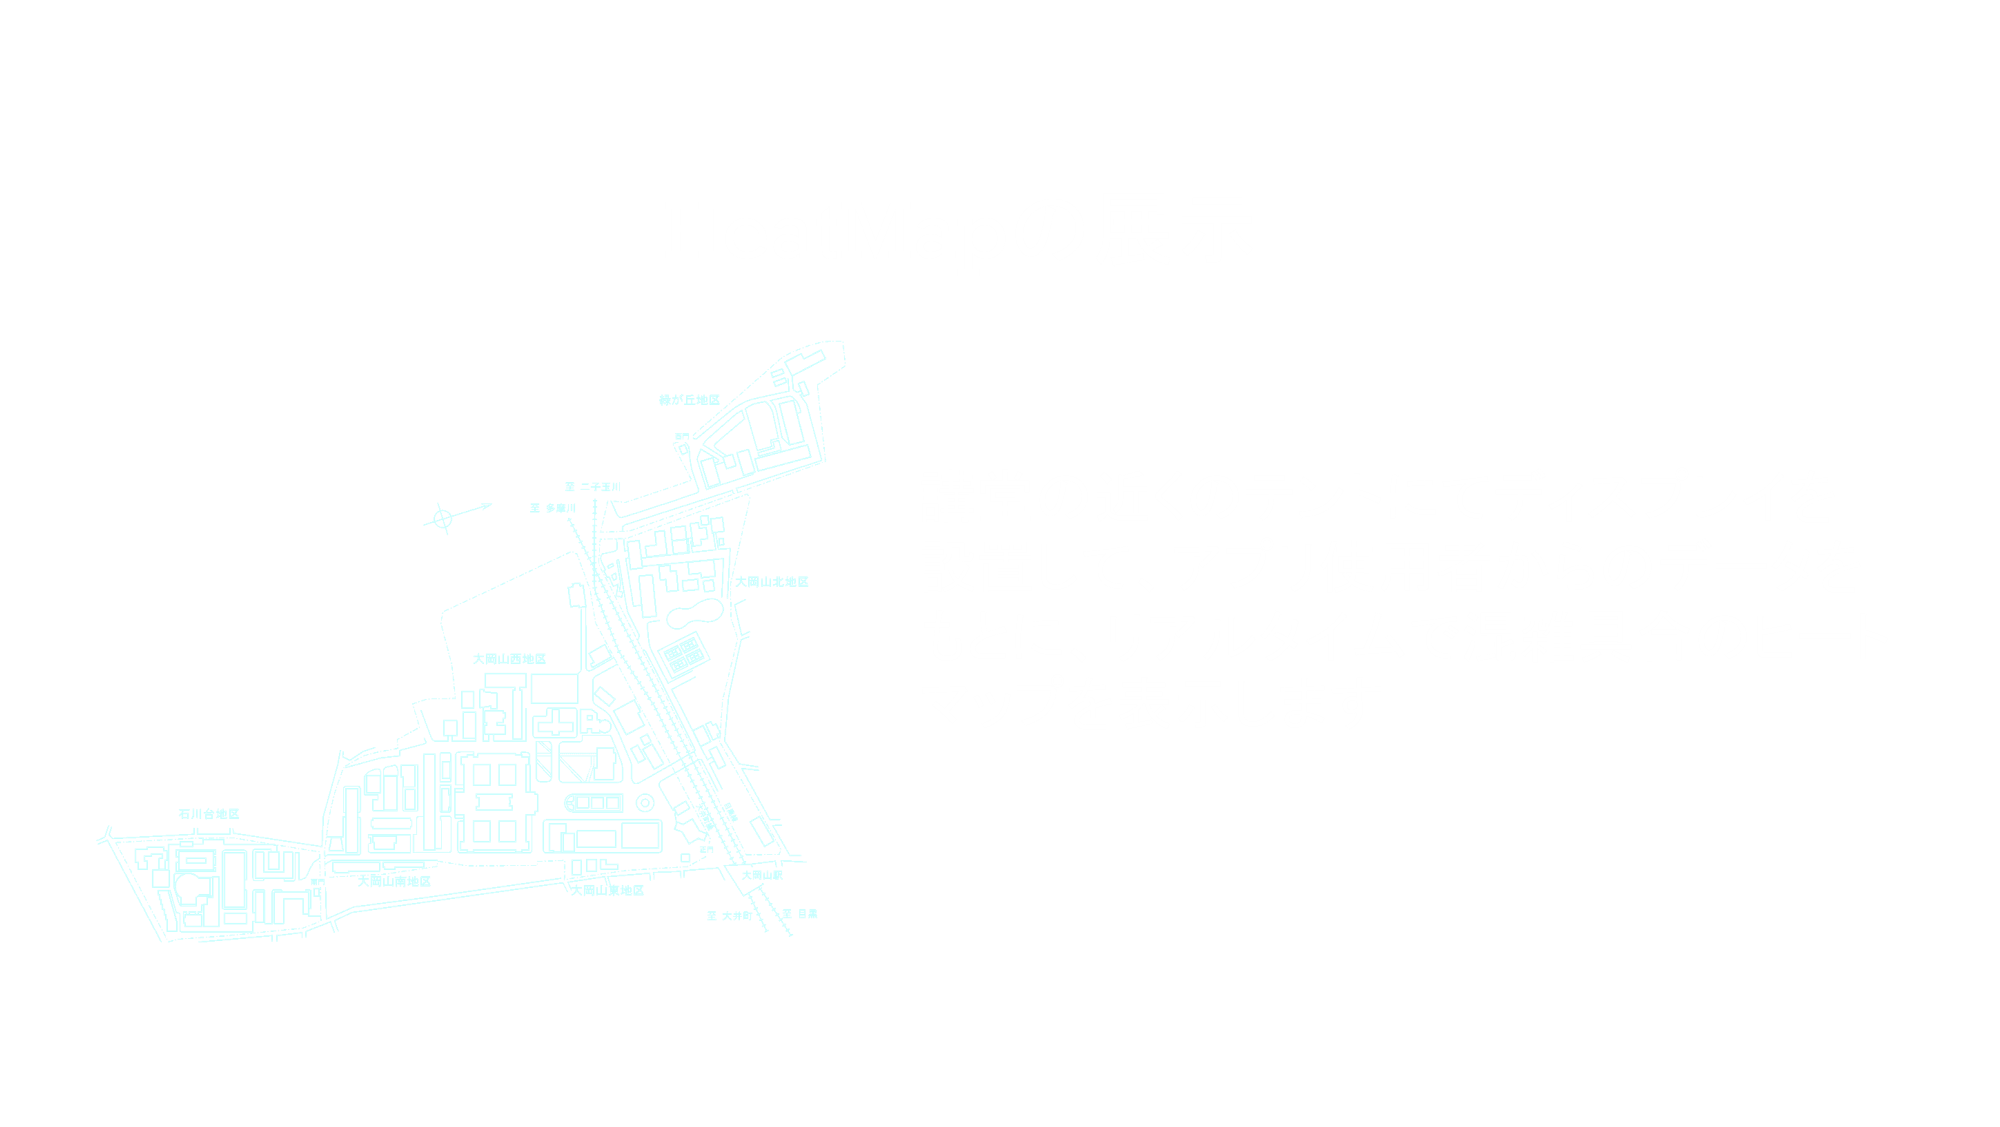 緑が丘地区
至 二子玉川
至 多摩川
大岡山北地区
大岡山西地区
石川台地区
大岡山南地区
大岡山東地区
大岡山駅
正門
至 大井町
至 目黒